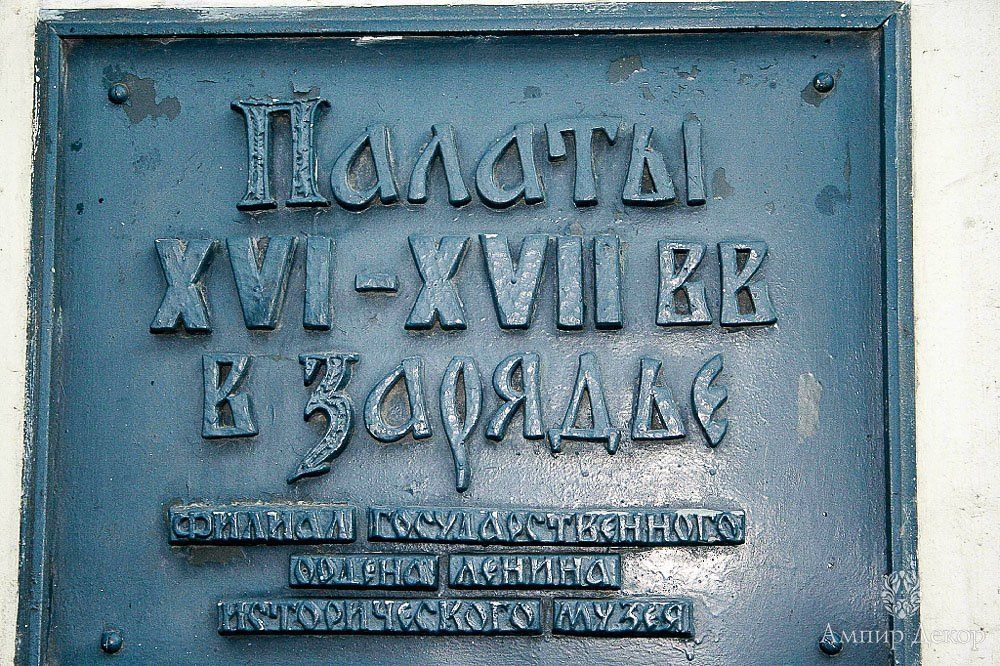 Палаты
XVI-XVII вв
в Зарядье
ФИЛИАЛ ГОСУДАРСТВЕННОГО
ОРДЕНА ЛЕНИНА
ИСТОРИЧЕСКОГО МУЗЕЯ
Ампир Декор